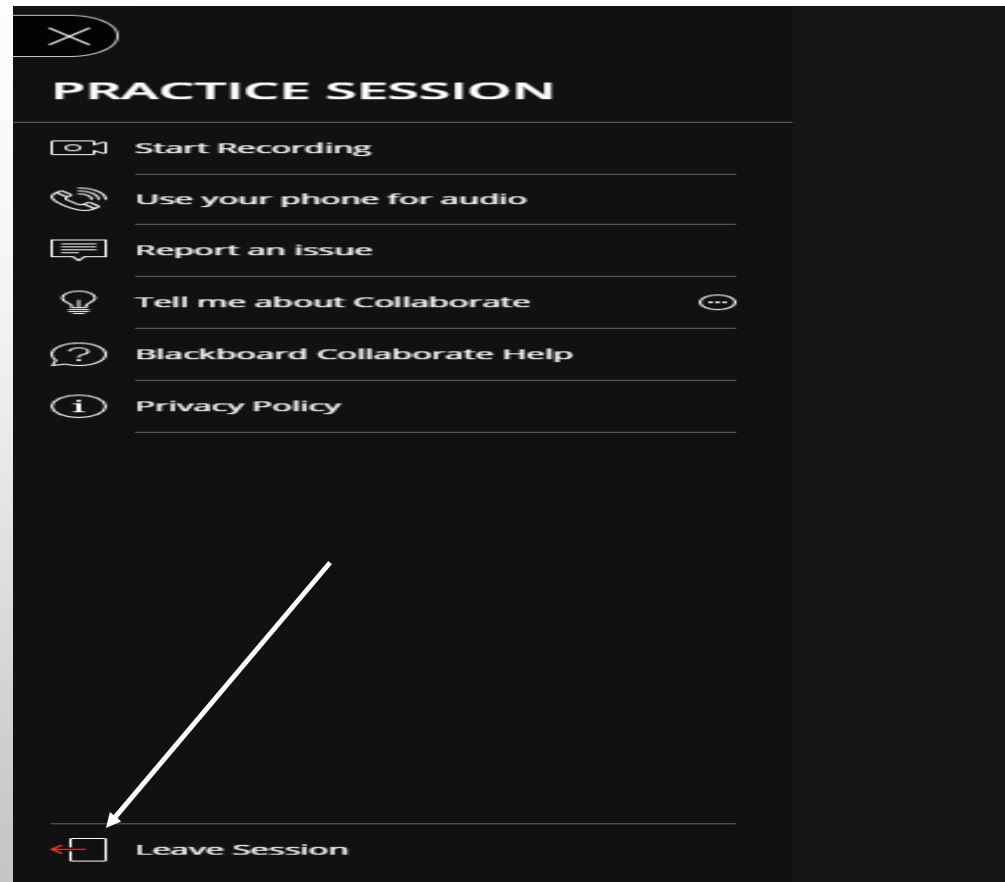 PRACTICE SESSION
Start Recording
Use your phone for audio
Report an issue
Tell me about Collaborate
Blackboard Collaborate Help
Privacy Policy
Leave Session